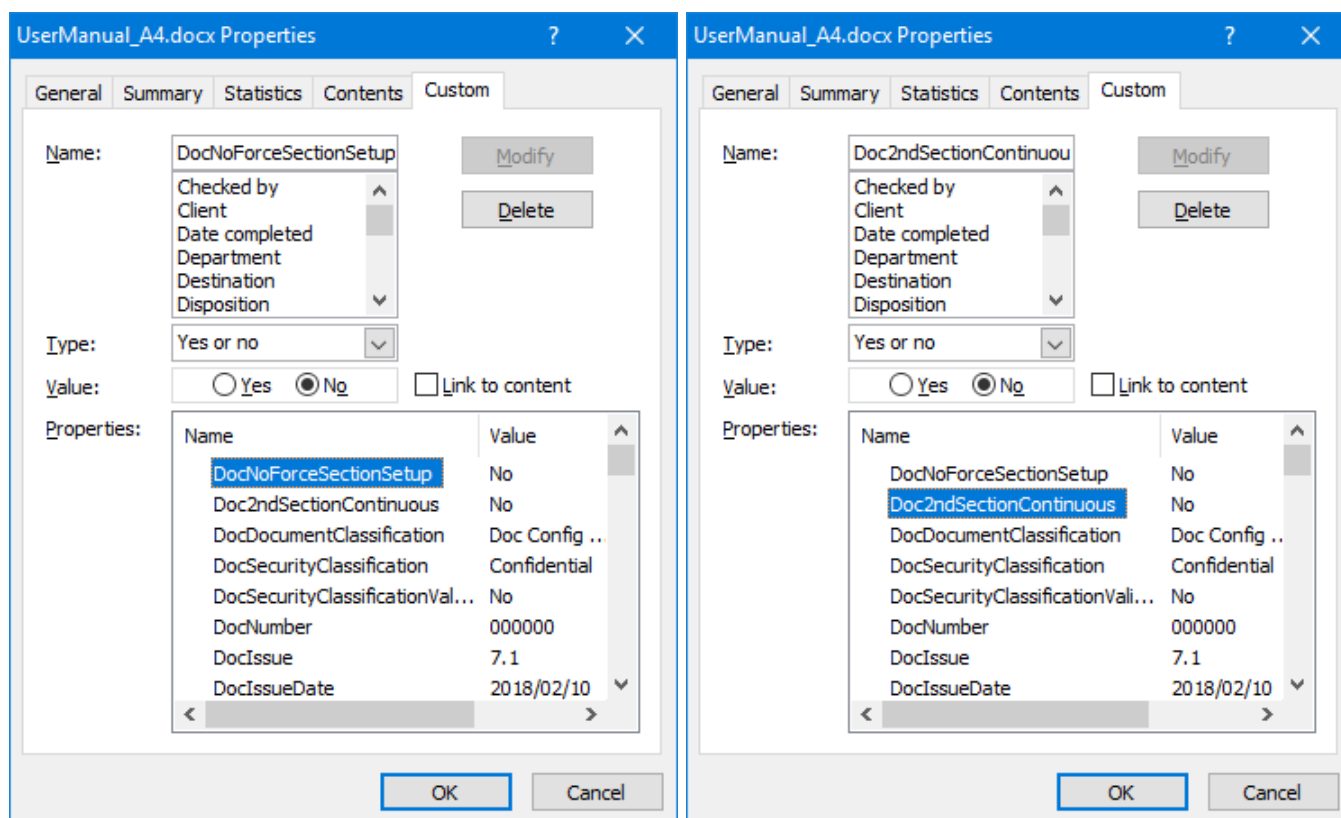 UserManual_A4.docx Properties ? ×
General Summary Statistics Contents Custom
Name: DocNoForceSectionSetup Modify
Checked by
Client Delete
Date completed
Department
Destination
Disposition
Type: Yes or no
Value: Yes No Link to content
Properties: Name Value
DocNoForceSectionSetup No
Doc2ndSectionContinuous No
DocDocumentClassification Doc Config ...
DocSecurityClassification Confidential
DocSecurityClassificationVal... No
DocNumber 000000
DocIssue 7.1
DocIssueDate 2018/02/10
OK Cancel
UserManual_A4.docx Properties ? ×
General Summary Statistics Contents Custom
Name: Doc2ndSectionContinuou Modify
Checked by
Client Delete
Date completed
Department
Destination
Disposition
Type: Yes or no
Value: Yes No Link to content
Properties: Name Value
DocNoForceSectionSetup No
Doc2ndSectionContinuous No
DocDocumentClassification Doc Config ..
DocSecurityClassification Confidential
DocSecurityClassificationVali... No
DocNumber 000000
DocIssue 7.1
DocIssueDate 2018/02/10
OK Cancel